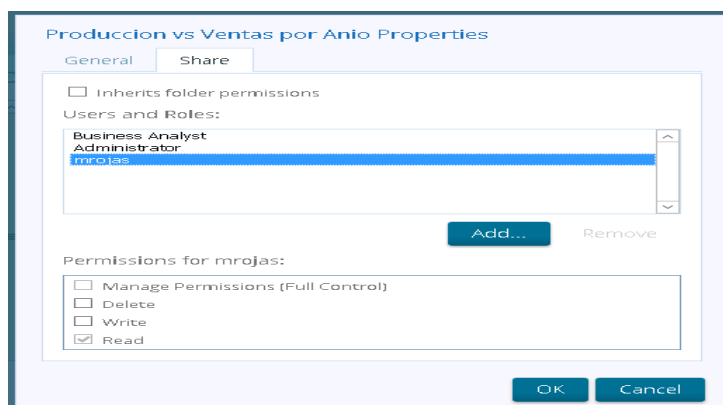 Produccion vs Ventas por Anio Properties
General Share
Inherits folder permissions
Users and Roles:
Business Analyst
Administrator
mrojas
Add... Remove
Permissions for mrojas:
Manage Permissions (Full Control)
Delete
Write
Read
OK Cancel